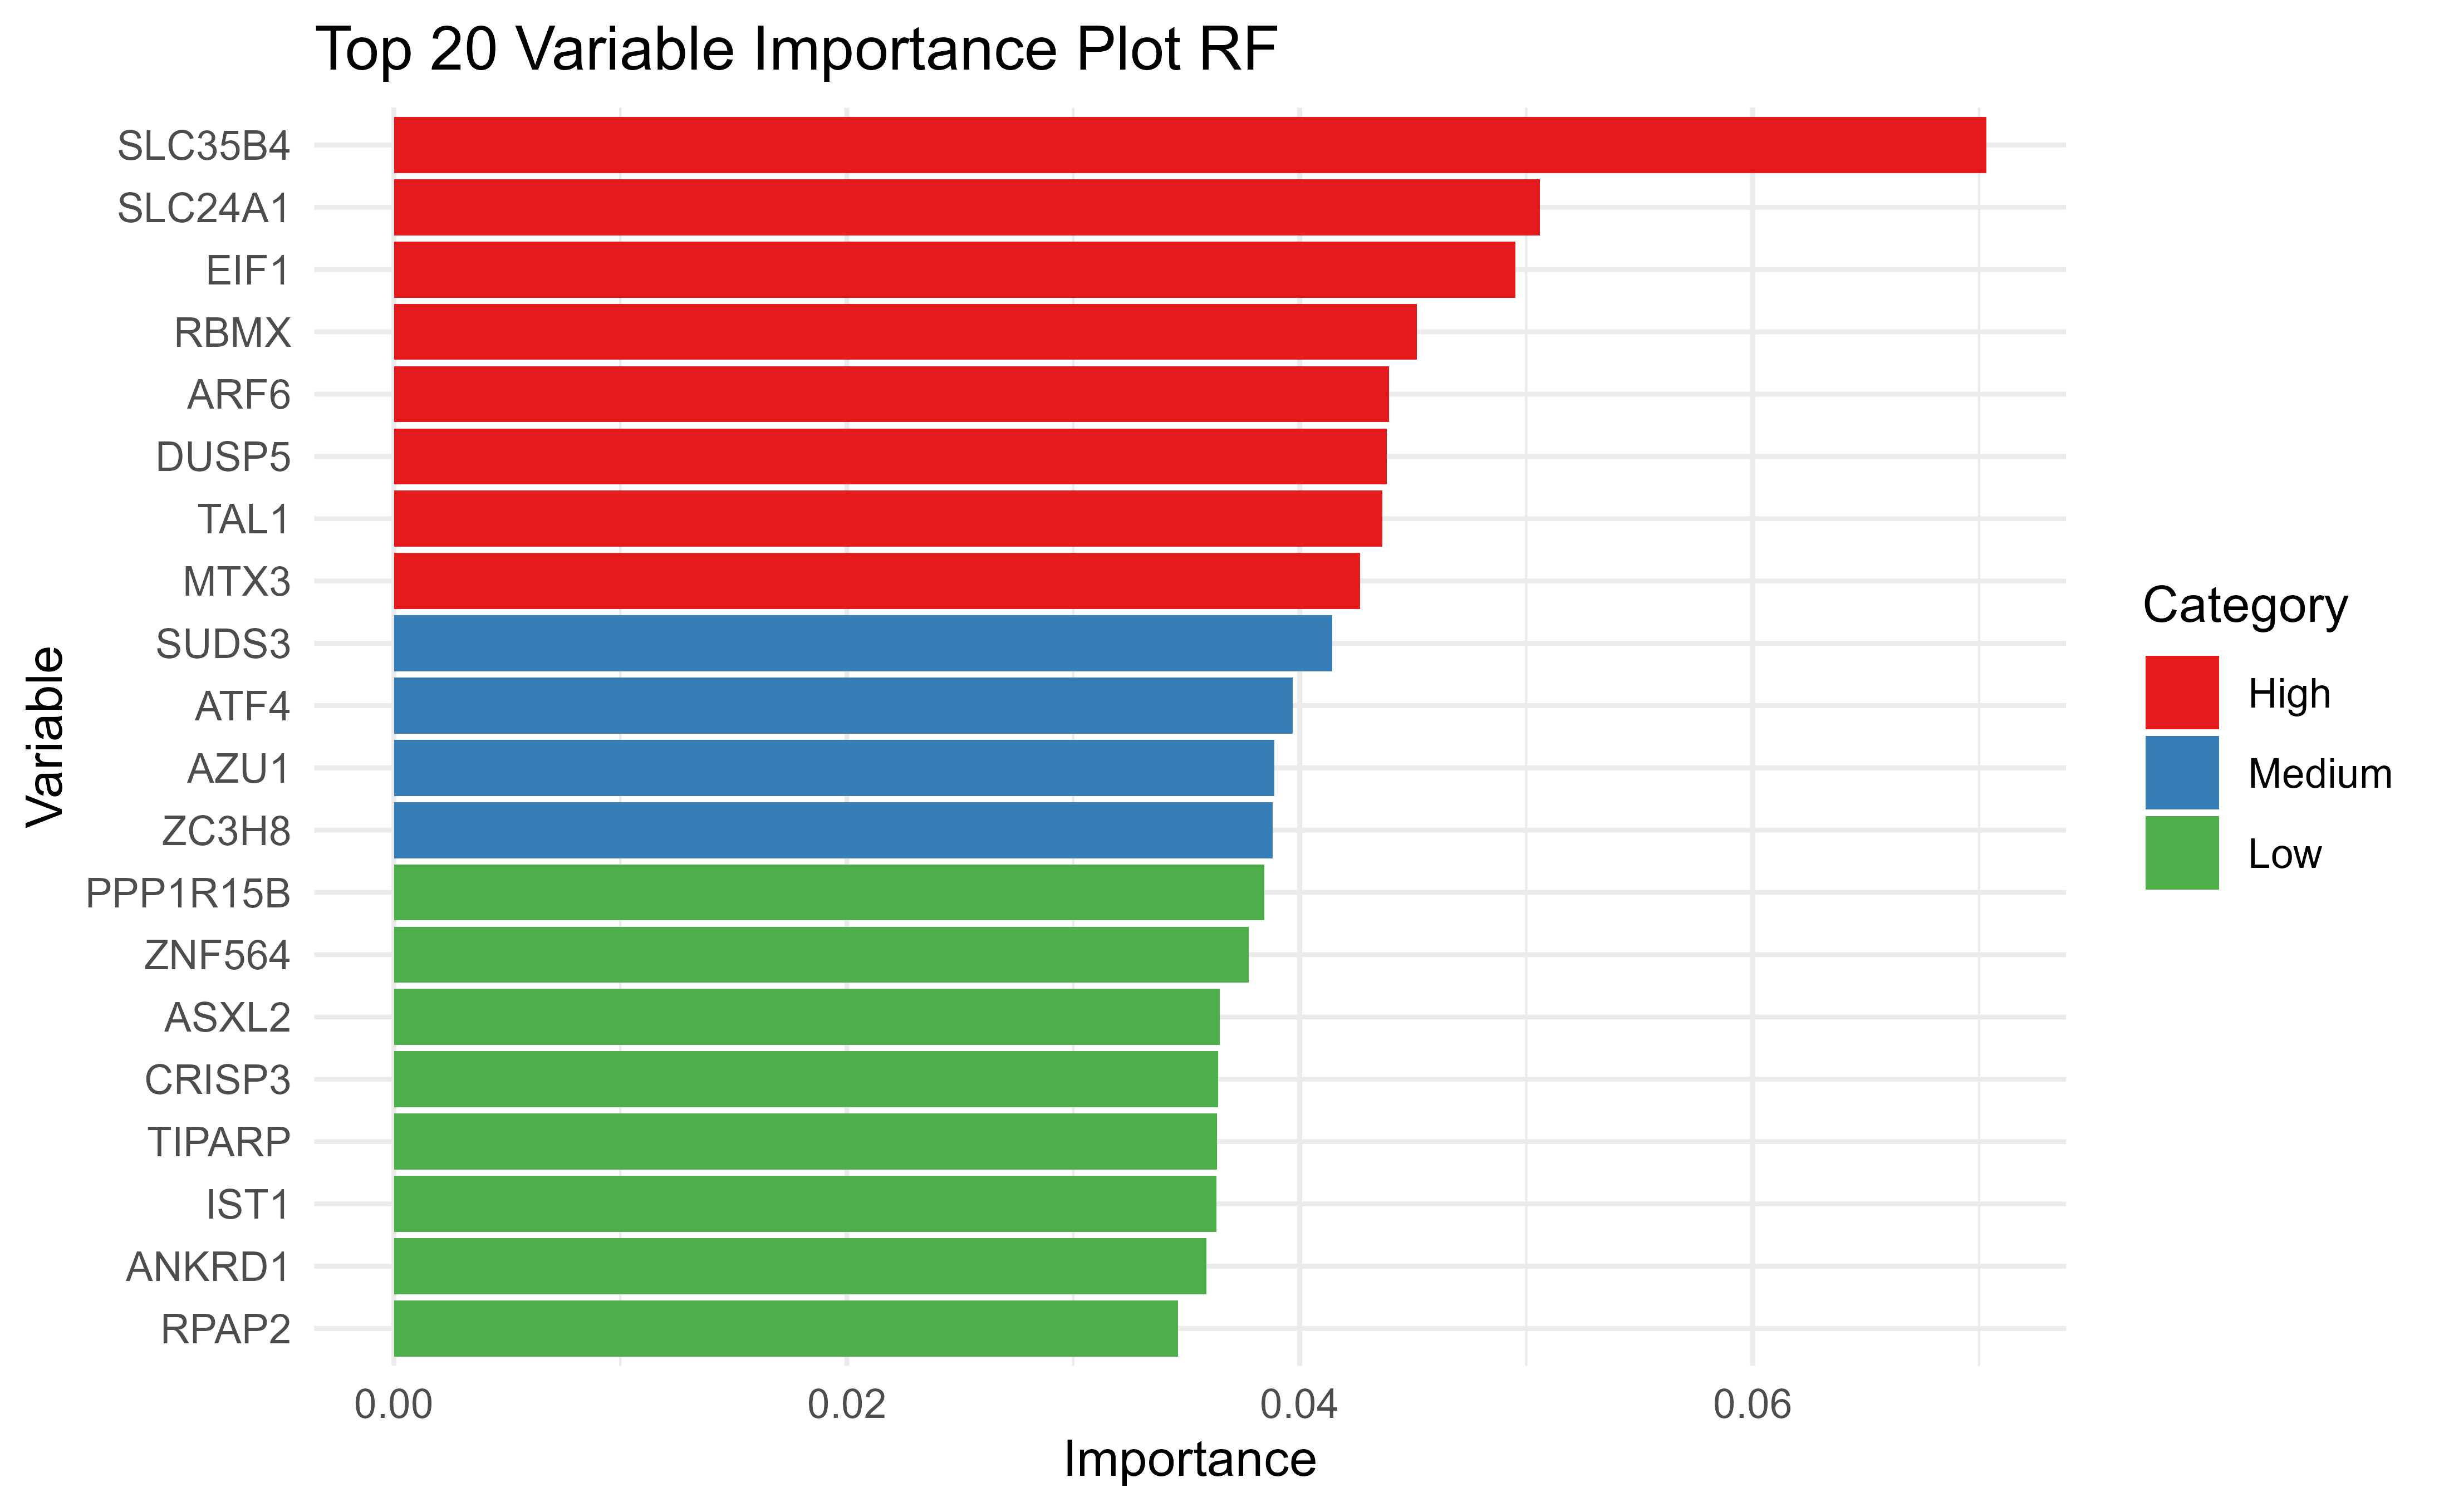 Top 20 Variable Importance Plot RF
SLC35B4
SLC24A1
EIF1
RBMX
ARF6
DUSP5
TAL1
MTX3
SUDS3
ATF4
AZU1
ZC3H8
PPP1R15B
ZNF564
ASXL2
CRISP3
TIPARP
IST1
ANKRD1
RPAP2
Variable
0.00
0.02
0.04
0.06
Importance
Category
High
Medium
Low